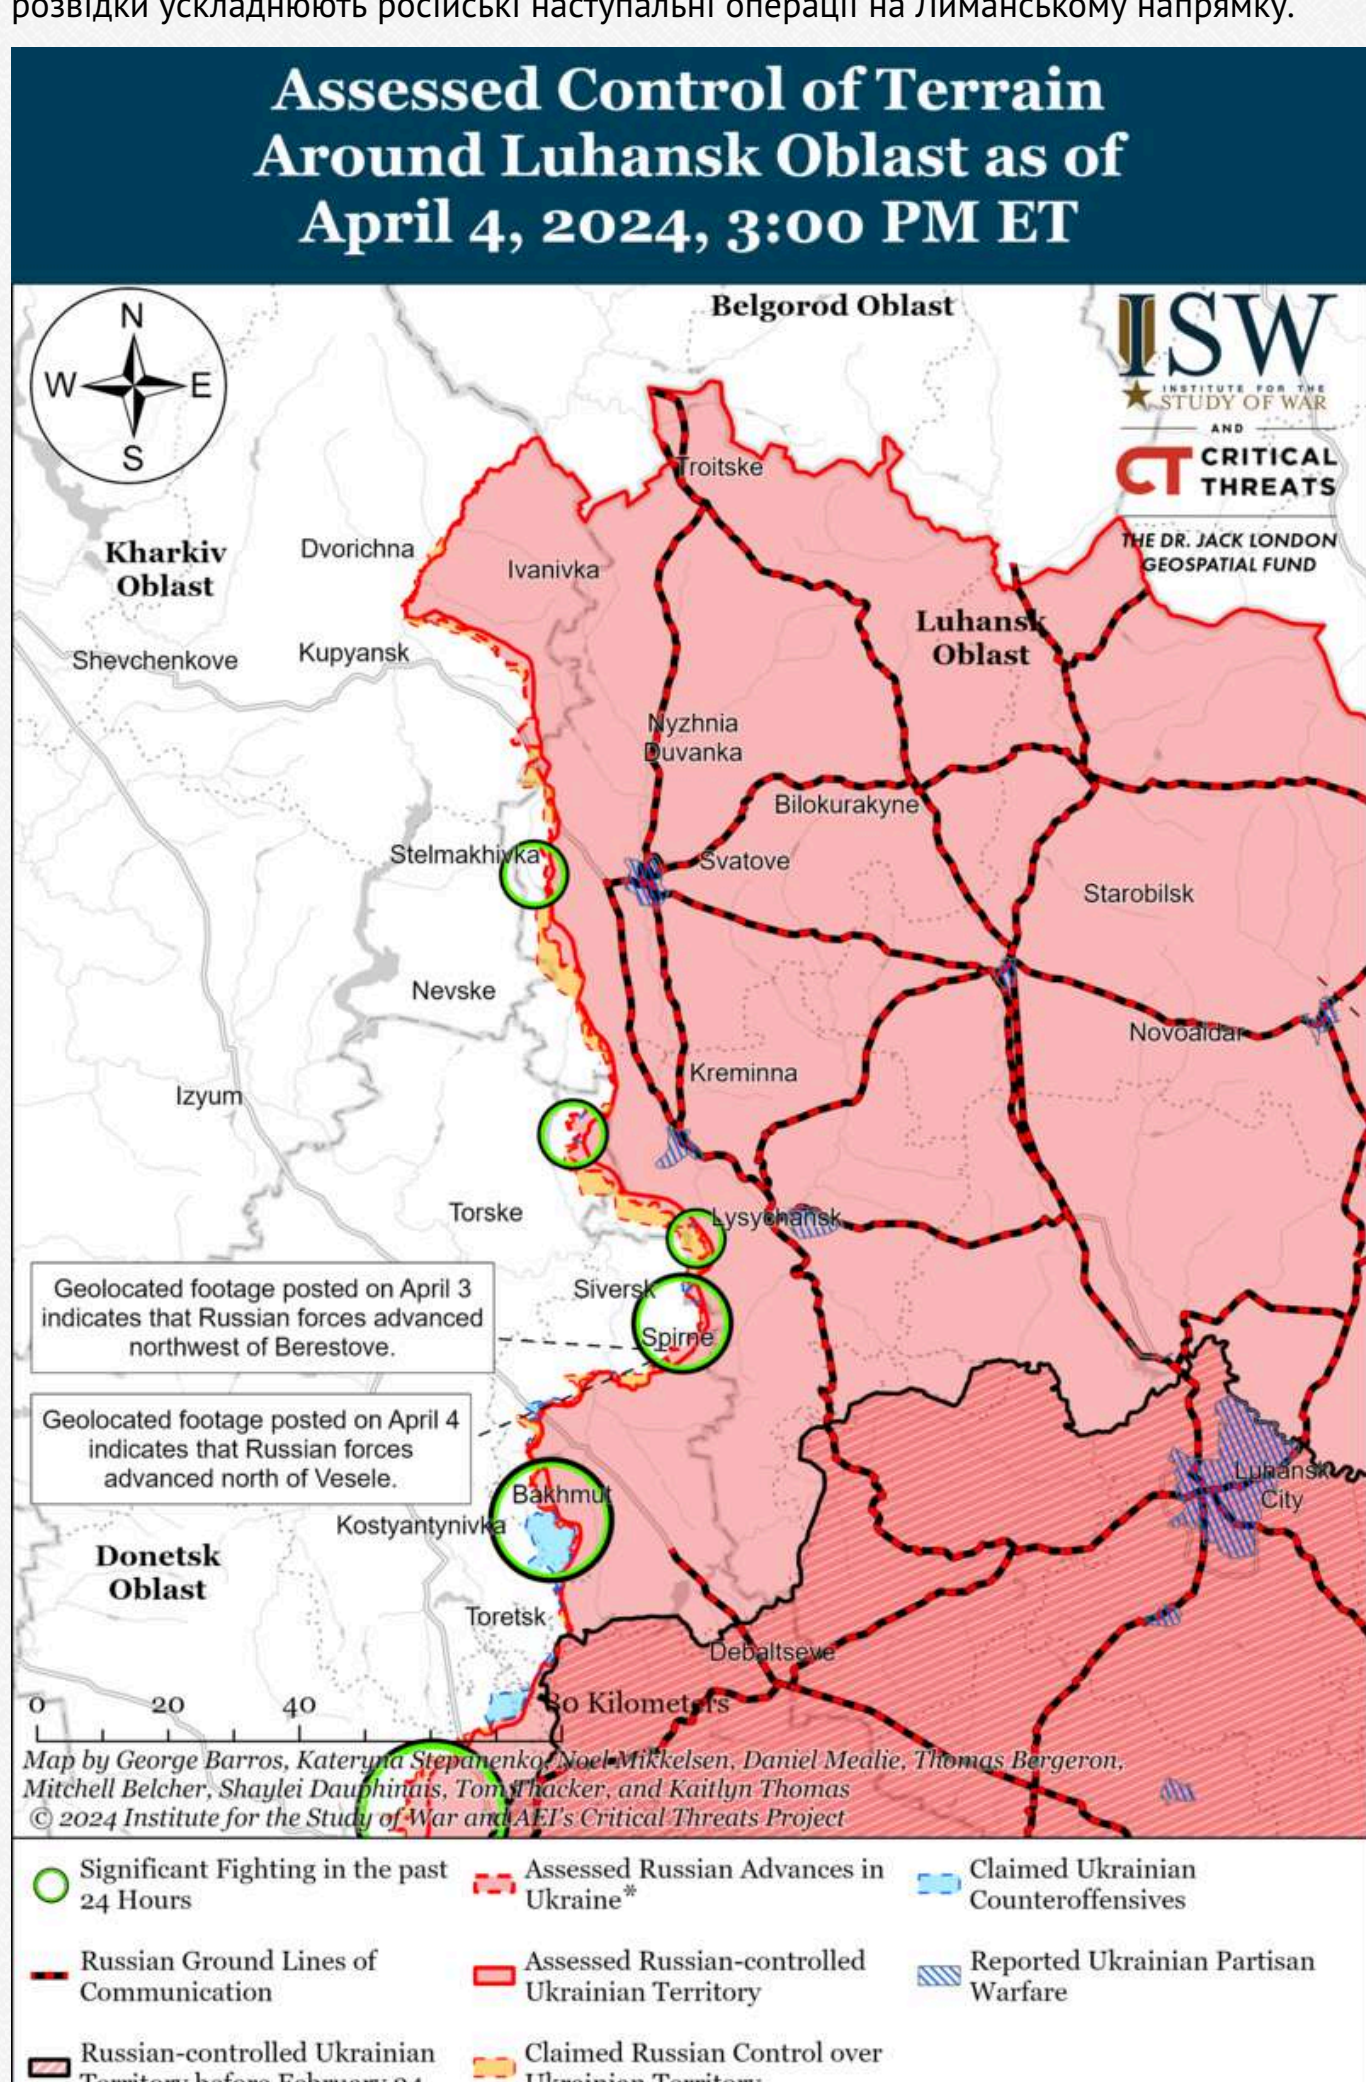 розвідки ускладнюють російські наступальні операції на Лиманському напрямку.
Assessed Control of Terrain
Around Luhansk Oblast as of
April 4, 2024, 3:00 PM ET
N
W E
S
Belgorod Oblast
ISW
INSTITUTE FOR THE
STUDY OF WAR
AND
CT CRITICAL
THREATS
THE DR. JACK LONDON
GEOSPATIAL FUND
Troitske
Dvorichna
Kharkiv
Oblast
Ivanivka
Luhansk
Oblast
Shevchenkove
Kupyansk
Nyzhnia
Duvanka
Bilokurakyne
Stelmakhivka
Svatove
Starobilsk
Nevske
Novoaidar
Kreminna
Izyum
Torske
Lysychansk
Geolocated footage posted on April 3
indicates that Russian forces advanced
northwest of Berestove.
Siversk
Spirne
Geolocated footage posted on April 4
indicates that Russian forces
advanced north of Vesele.
Luhansk
City
Bakhmut
Kostyantynivka
Donetsk
Oblast
Toretsk
Debaltseve
0 20 40 80 Kilometers
Map by George Barros, Kateryna Stepanenko, Noel Mikkelsen, Daniel Mealie, Thomas Bergeron,
Mitchell Belcher, Shaylei Dauphinais, Tom Thacker, and Kaitlyn Thomas
© 2024 Institute for the Study of War and AEI's Critical Threats Project
Significant Fighting in the past
24 Hours
Assessed Russian Advances in
Ukraine*
Claimed Ukrainian
Counteroffensives
Russian Ground Lines of
Communication
Assessed Russian-controlled
Ukrainian Territory
Reported Ukrainian Partisan
Warfare
Russian-controlled Ukrainian
Territory before February 24
Claimed Russian Control over
Ukrainian Territory